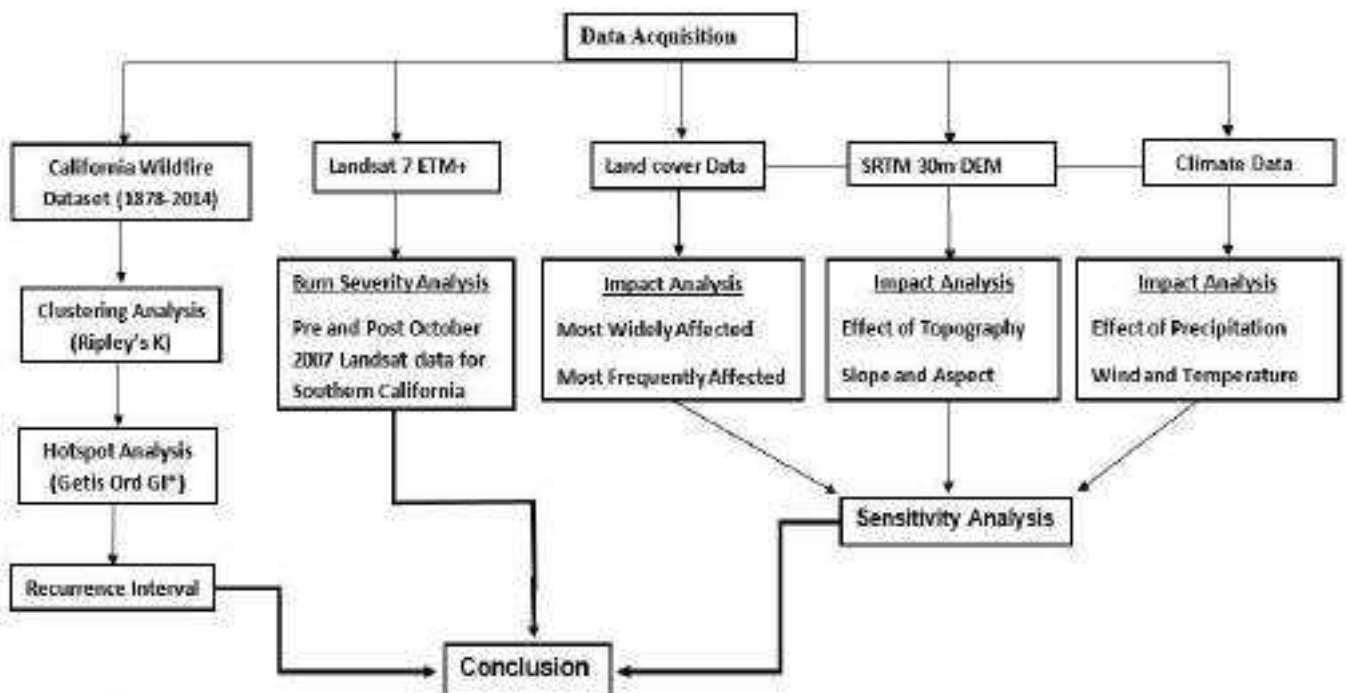 Data Acquisition
California Wildfire
Dataset (1878-2014)
Landsat 7 ETM+
Land cover Data
SRTM 30m DEM
Climate Data
Clustering Analysis
(Ripley's K)
Hotspot Analysis
(Getis Ord GI*)
Recurrence Interval
Burn Severity Analysis
Pre and Post October
2007 Landsat data for
Southern California
Impact Analysis
Most Widely Affected
Most Frequently Affected
Impact Analysis
Effect of Topography
Slope and Aspect
Impact Analysis
Effect of Precipitation
Wind and Temperature
Sensitivity Analysis
Conclusion